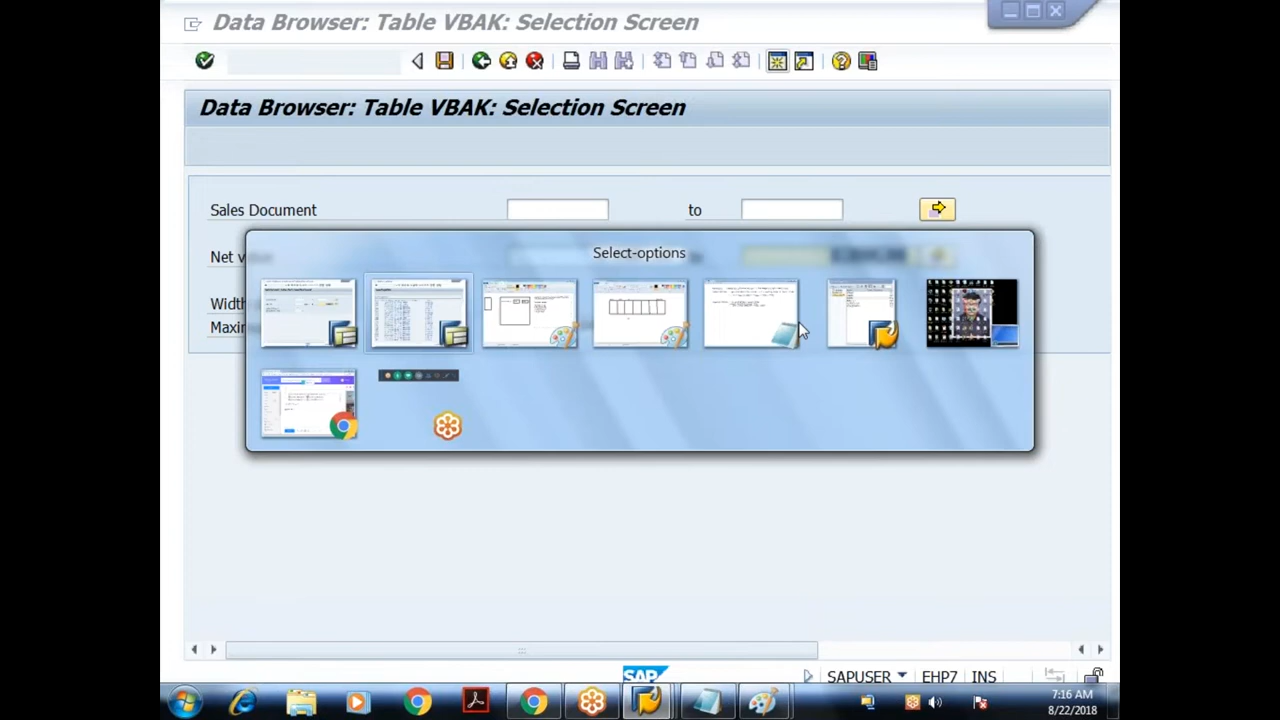 Data Browser: Table VBAK: Selection Screen
Data Browser: Table VBAK: Selection Screen
Sales Document to
Select-options
Net v
Width
Maxin
SAP
SAPUSER EHP7 INS
7:16 AM
8/22/2018